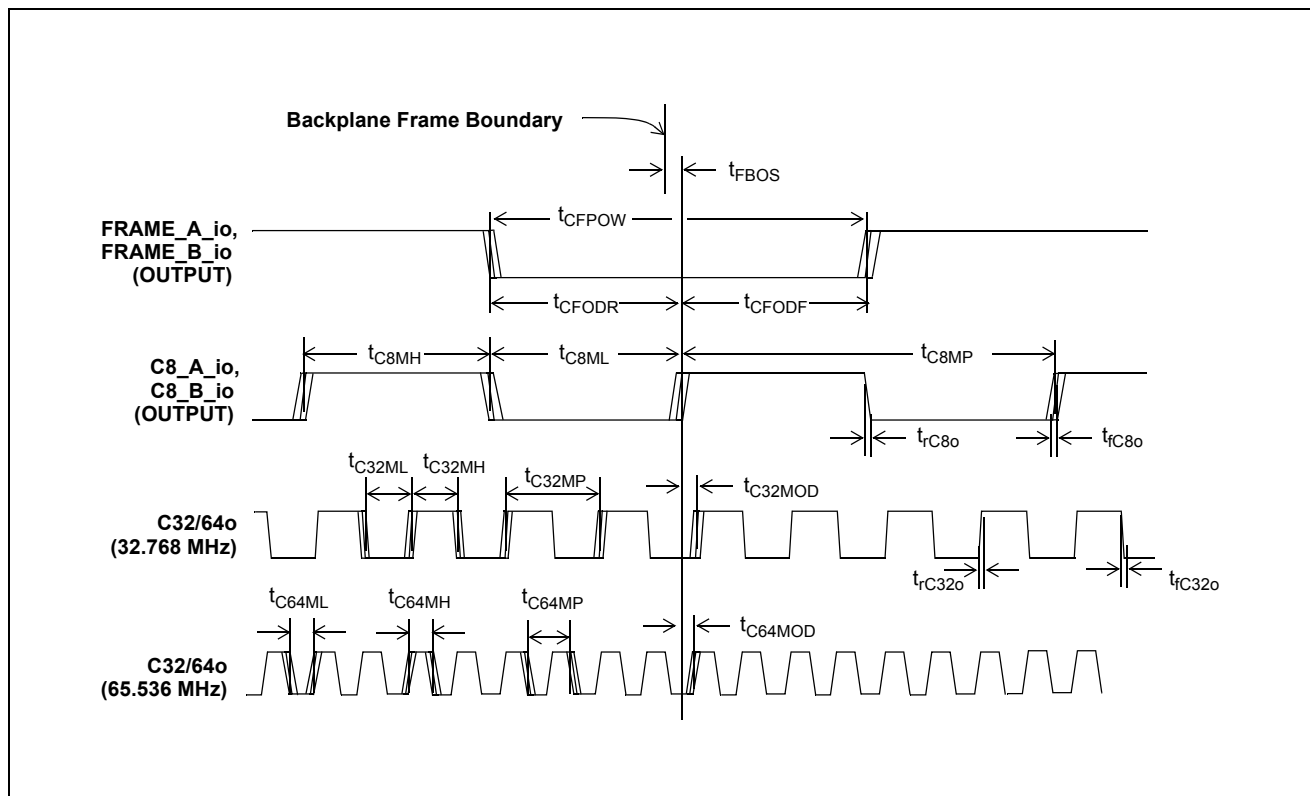 Backplane Frame Boundary
tFBOS
tCFPOW
FRAME_A_io,
FRAME_B_io
(OUTPUT)
tCFODR
tCFODF
tC8MH
tC8ML
tC8MP
C8_A_io,
C8_B_io
(OUTPUT)
trC8o
tfC8o
tC32ML
tC32MH
tC32MP
tC32MOD
C32/64o
(32.768 MHz)
trC32o
tfC32o
tC64ML
tC64MH
tC64MP
tC64MOD
C32/64o
(65.536 MHz)